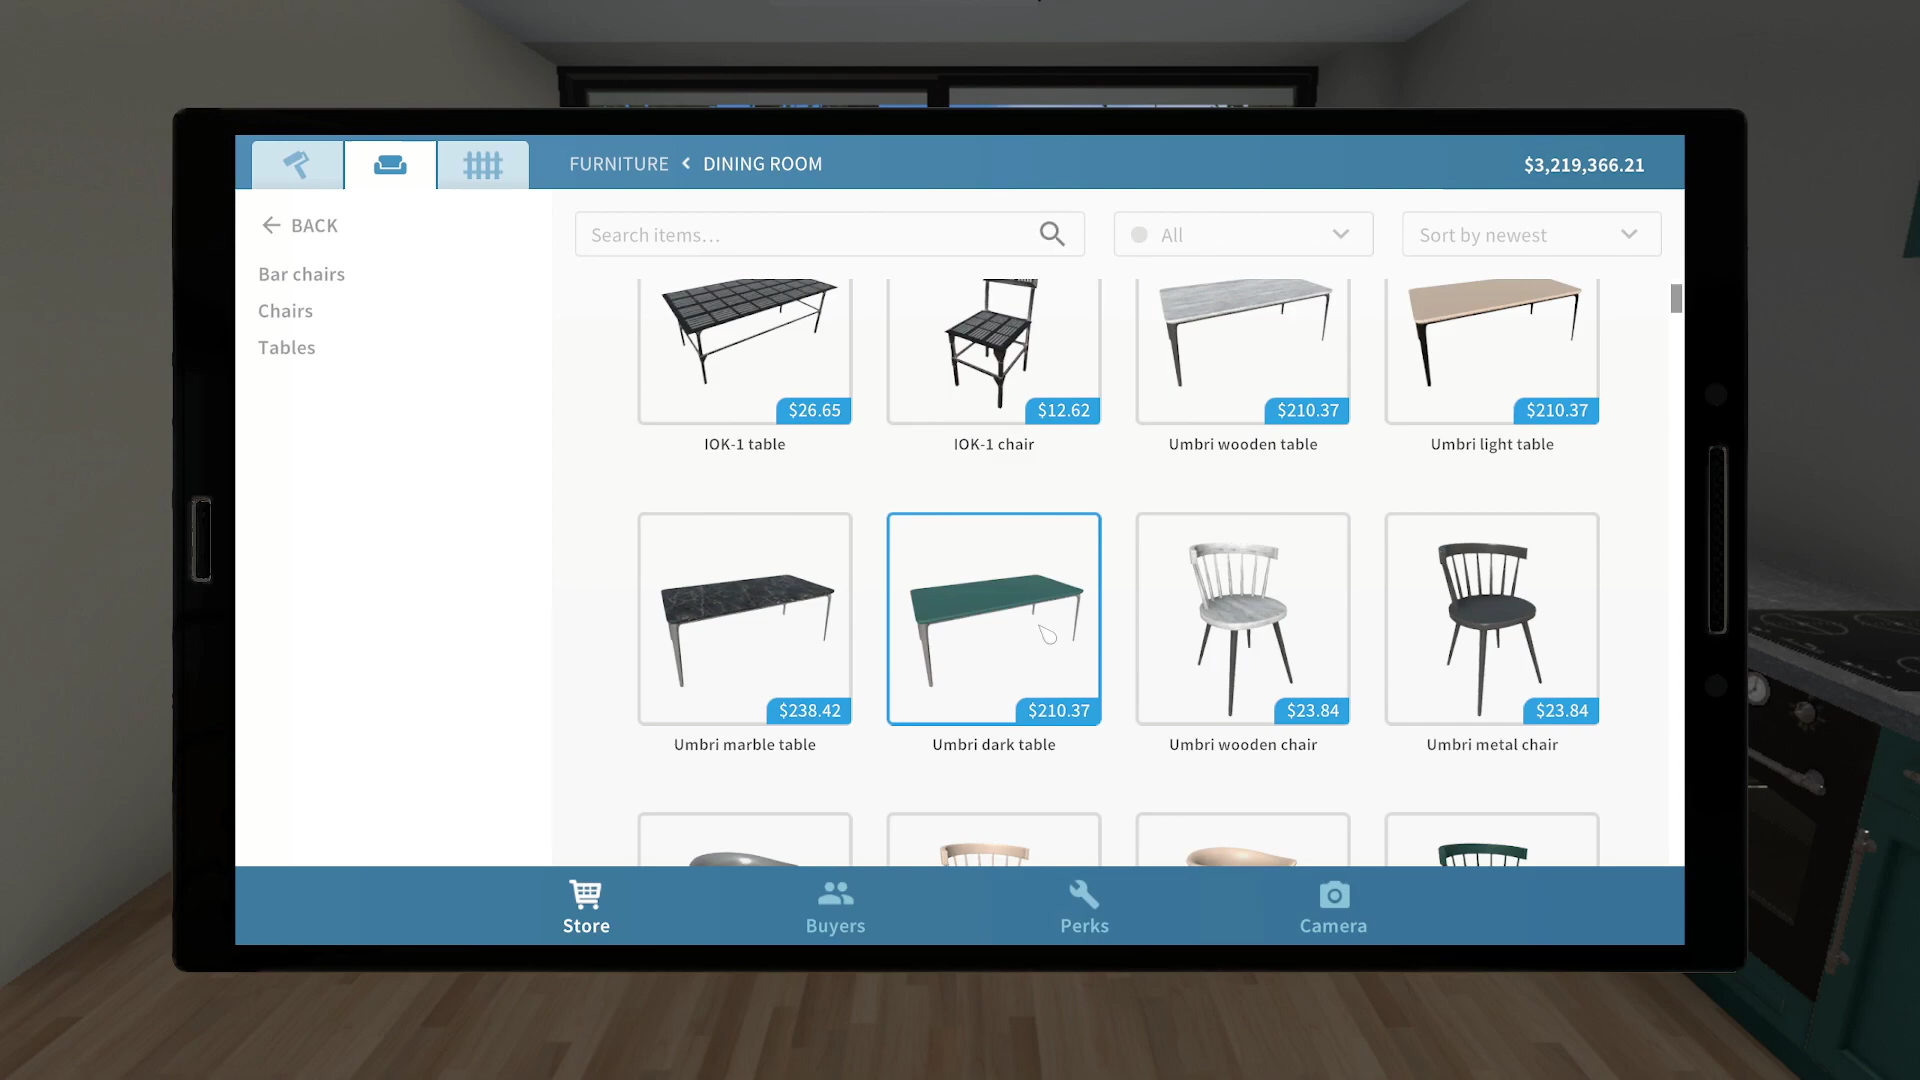 FURNITURE < DINING ROOM
$3,219,366.21
BACK
Bar chairs
Chairs
Tables
Search items...
All
Sort by newest
$26.65
$12.62
$210.37
$210.37
IOK-1 table
IOK-1 chair
Umbri wooden table
Umbri light table
$238.42
$210.37
$23.84
$23.84
Umbri marble table
Umbri dark table
Umbri wooden chair
Umbri metal chair
Store
Buyers
Perks
Camera